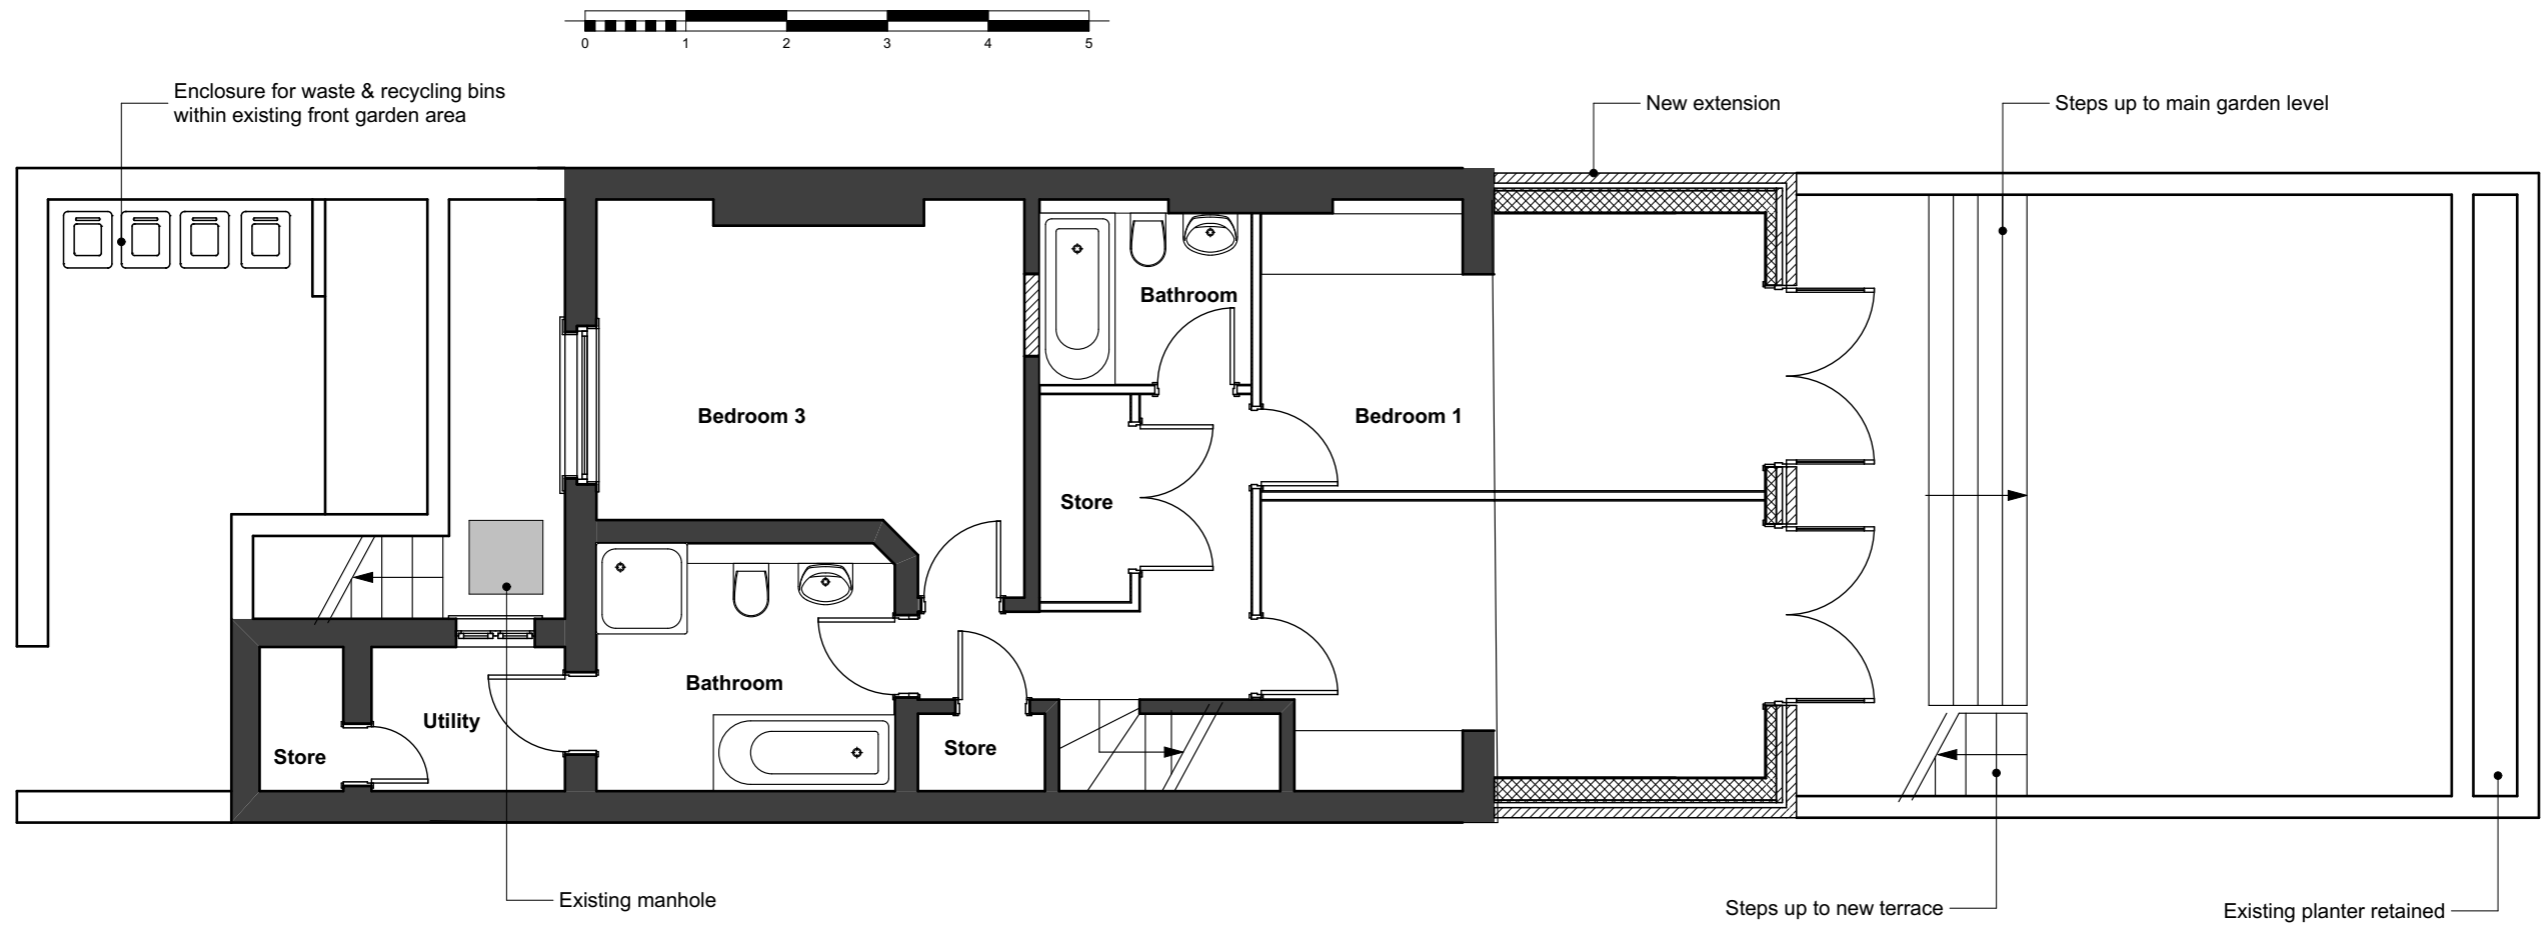 0 1 2 3 4 5
Enclosure for waste & recycling bins
within existing front garden area
New extension
Steps up to main garden level
Bathroom
Bedroom 3
Bedroom 1
Store
Bathroom
Utility
Store
Store
Existing manhole
Steps up to new terrace
Existing planter retained